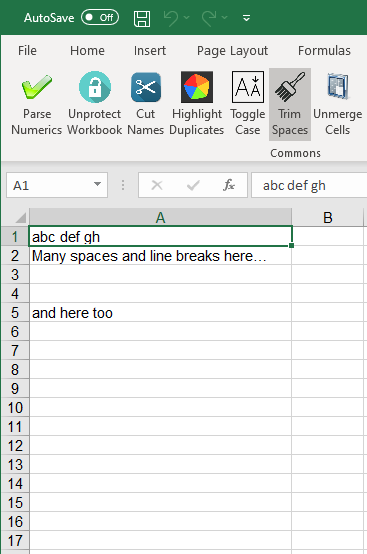 AutoSave Off
File Home Insert Page Layout Formulas
Parse Numerics
Unprotect Workbook
Cut Names
Highlight Duplicates
Toggle Case
Trim Spaces
Unmerge Cells
Commons
A1 fx abc def gh
A B
1 abc def gh
2 Many spaces and line breaks here…
3
4
5 and here too
6
7
8
9
10
11
12
13
14
15
16
17